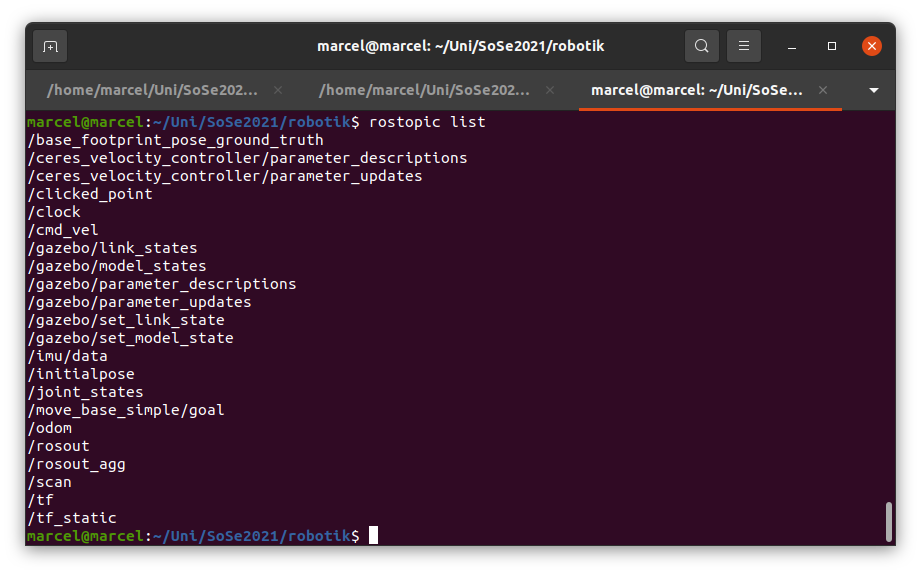 marcel@marcel: ~/Uni/SoSe2021/robotik
/home/marcel/Uni/SoSe202... × /home/marcel/Uni/SoSe202... × marcel@marcel: ~/Uni/SoSe... ×
marcel@marcel:~/Uni/SoSe2021/robotik$ rostopic list
/base_footprint_pose_ground_truth
/ceres_velocity_controller/parameter_descriptions
/ceres_velocity_controller/parameter_updates
/clicked_point
/clock
/cmd_vel
/gazebo/link_states
/gazebo/model_states
/gazebo/parameter_descriptions
/gazebo/parameter_updates
/gazebo/set_link_state
/gazebo/set_model_state
/imu/data
/initialpose
/joint_states
/move_base_simple/goal
/odom
/rosout
/rosout_agg
/scan
/tf
/tf_static
marcel@marcel:~/Uni/SoSe2021/robotik$